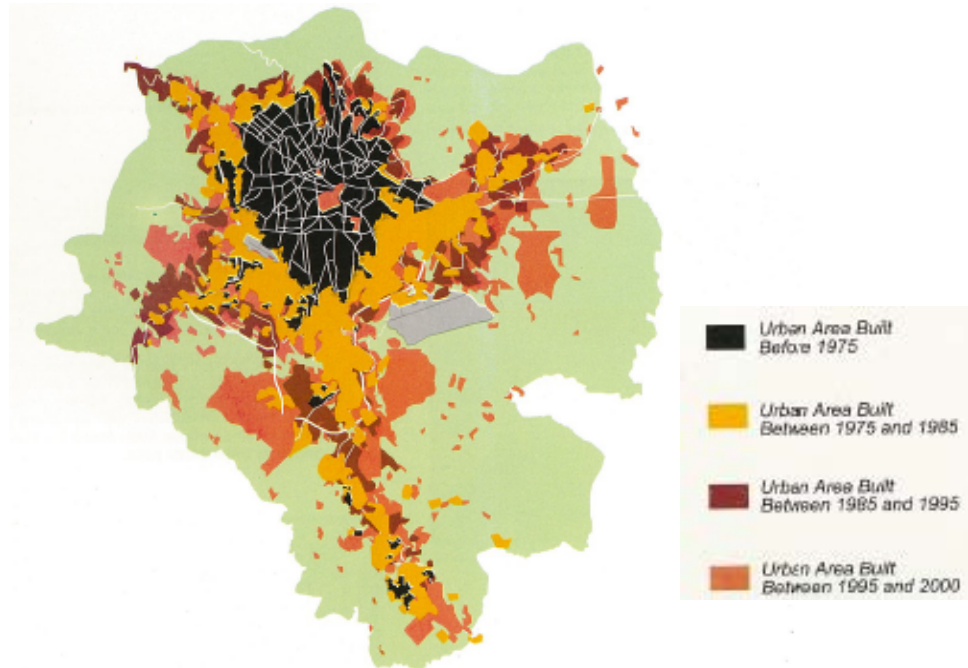 Urban Area Built
Before 1975
Urban Area Built
Between 1975 and 1985
Urban Area Built
Between 1985 and 1995
Urban Area Built
Between 1995 and 2000